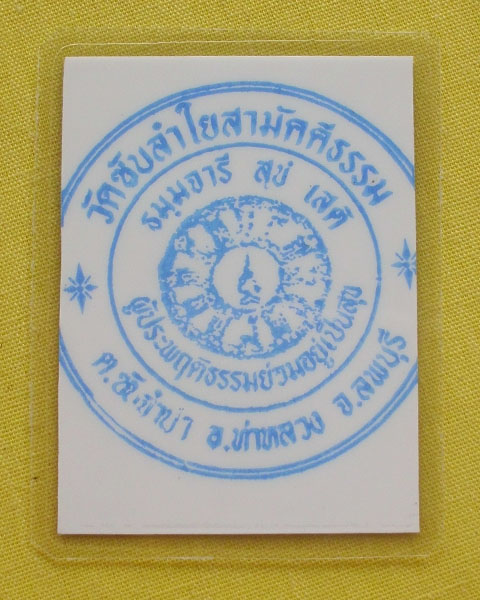 วัดซับลำใยสามัคคีธรรม
ธมฺมจารี สุขํ เสติ
ผู้ประพฤติธรรมย่อมอยู่เป็นสุข
ต.ซับจำปา อ.ท่าหลวง จ.ลพบุรี